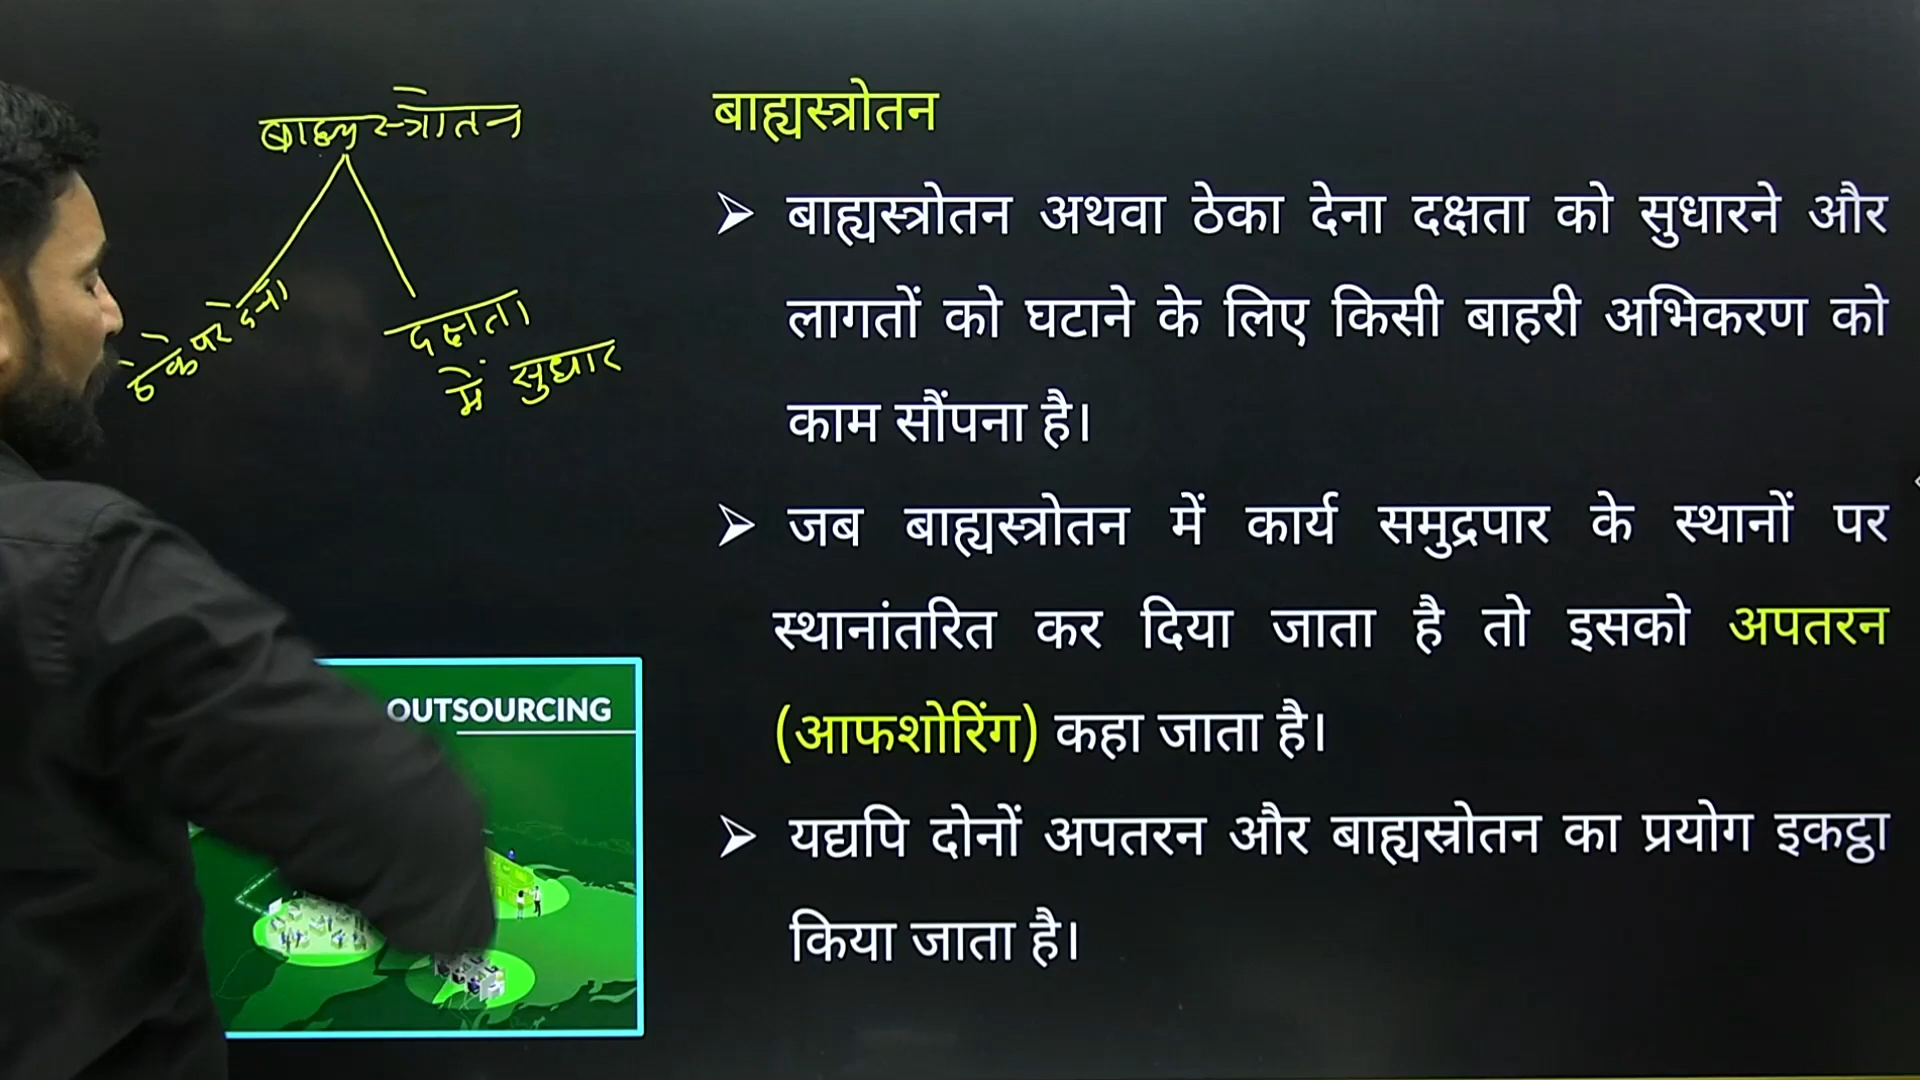 बाह्यस्त्रोतन
ठेके पर देना
दक्षता
में सुधार
OUTSOURCING
बाह्यस्त्रोतन
➢ बाह्यस्त्रोतन अथवा ठेका देना दक्षता को सुधारने और
लागतों को घटाने के लिए किसी बाहरी अभिकरण को
काम सौंपना है।
➢ जब बाह्यस्त्रोतन में कार्य समुद्रपार के स्थानों पर
स्थानांतरित कर दिया जाता है तो इसको अपतरन
(आफशोरिंग) कहा जाता है।
➢ यद्यपि दोनों अपतरन और बाह्यस्रोतन का प्रयोग इकट्ठा
किया जाता है।